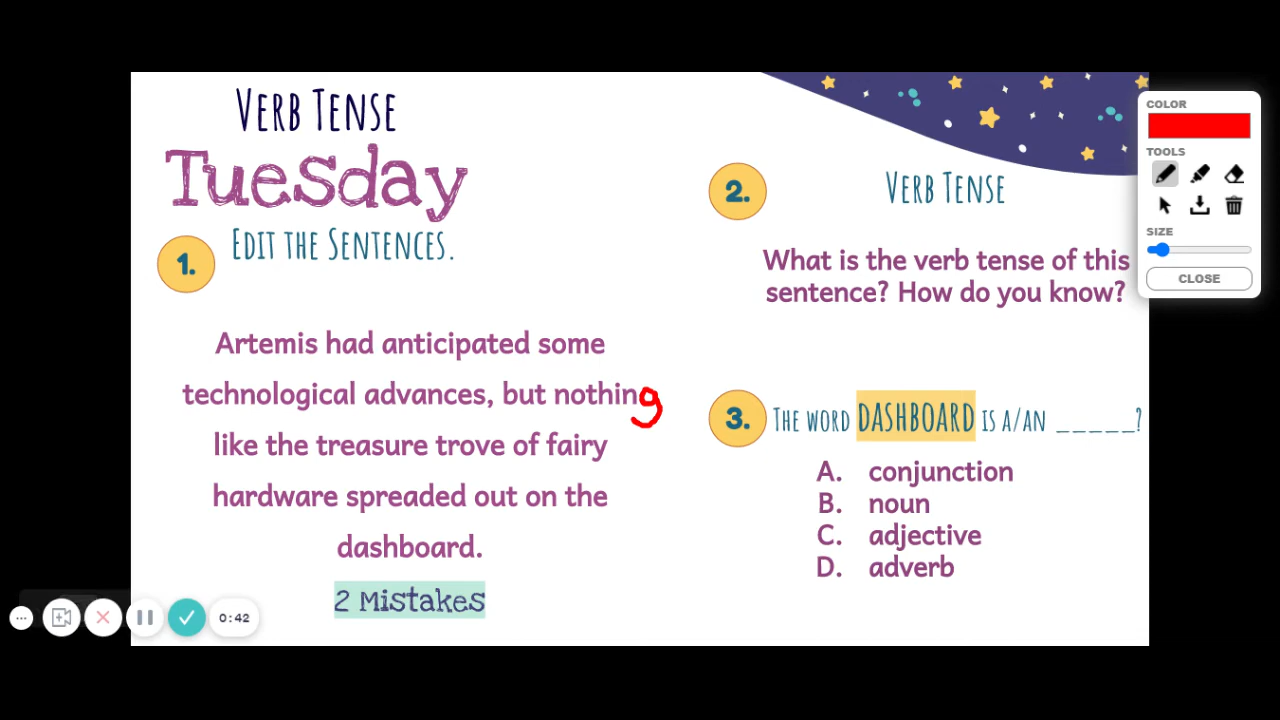 Verb Tense
Tuesday
1.
Edit the Sentences.
Artemis had anticipated some
technological advances, but nothing
like the treasure trove of fairy
hardware spreaded out on the
dashboard.
2 Mistakes
2.
Verb Tense
What is the verb tense of this
sentence? How do you know?
3.
The word DASHBOARD is a/an _____?
A. conjunction
B. noun
C. adjective
D. adverb
COLOR
TOOLS
SIZE
CLOSE
0:42